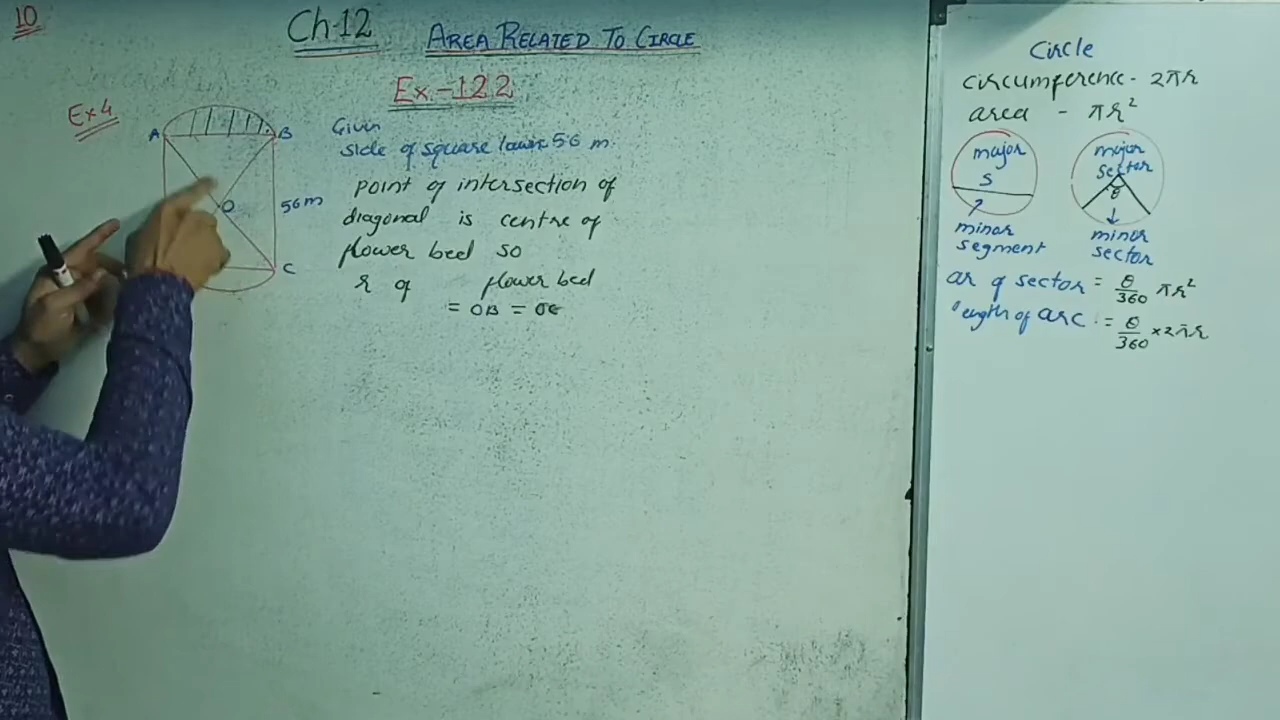 10
Ch-12 AREA RELATED TO CIRCLE
Ex-12.2
Ex 4
A
B
O
C
56 m
Given
side of square lawn 56 m.
point of intersection of
diagonal is centre of
flower bed so
r of flower bed
= OB = OC
Circle
circumference - 2πr
area - πr²
major
S
minor
segment
major
sector
θ
minor
sector
ar of sector = θ/360 πr²
length of arc = θ/360 × 2πr